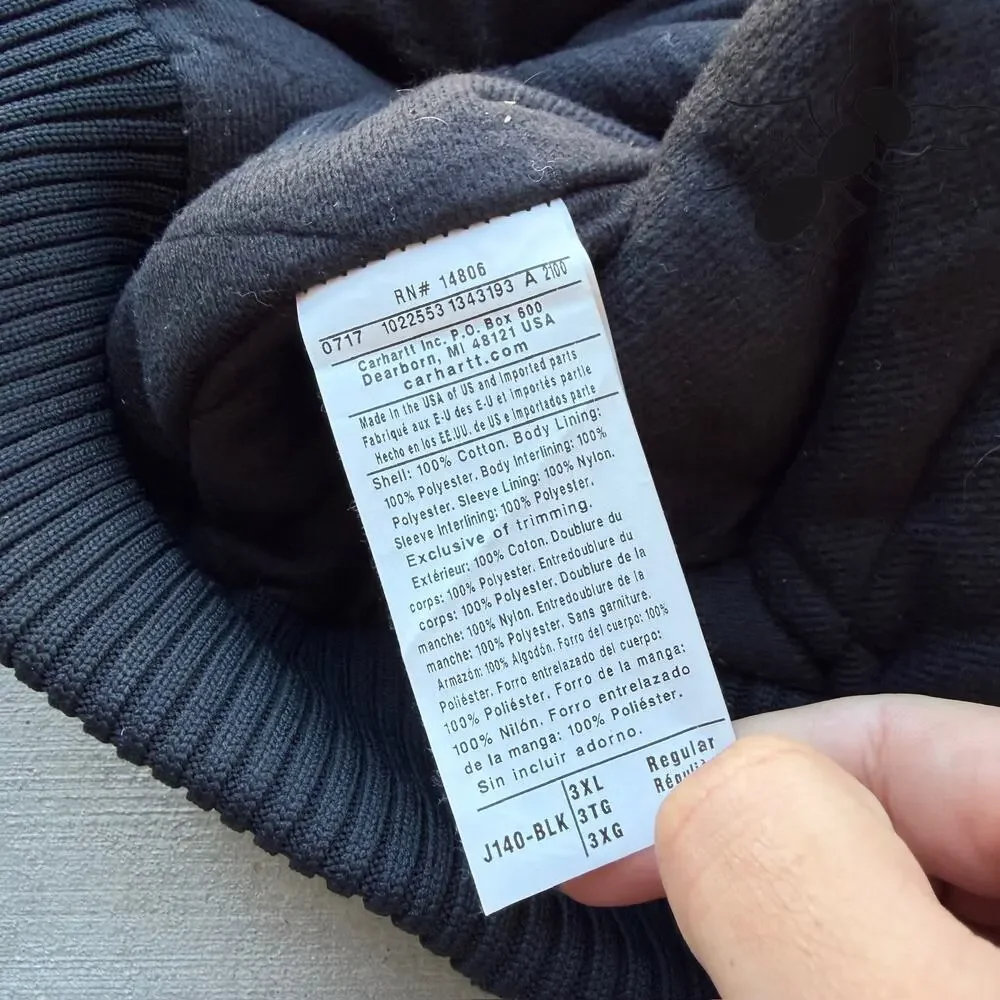 RN# 14806
0717 1022553 1343193 A 2100
Carhartt Inc. P.O. Box 600
Dearborn, MI 48121 USA
carhartt.com
Made in the USA of US and Imported parts
Fabriqué aux E-U des E-U et importés partie
Hecho en los EE.UU. de US e Importados parte
Shell: 100% Cotton. Body Lining:
100% Polyester. Body Interlining: 100%
Polyester. Sleeve Lining: 100% Nylon.
Sleeve Interlining: 100% Polyester.
Exclusive of trimming.
Extérieur: 100% Coton. Doublure du
corps: 100% Polyester. Entredoublure du
corps: 100% Polyester. Doublure de la
manche: 100% Nylon. Entredoublure de la
manche: 100% Polyester. Sans garniture.
Armazón: 100% Algodón. Forro del cuerpo: 100%
Poliéster. Forro entrelazado del cuerpo:
100% Poliéster. Forro de la manga:
100% Nilón. Forro entrelazado
de la manga: 100% Poliéster.
Sin incluir adorno.
J140-BLK
3XL
3TG
3XG
Regular